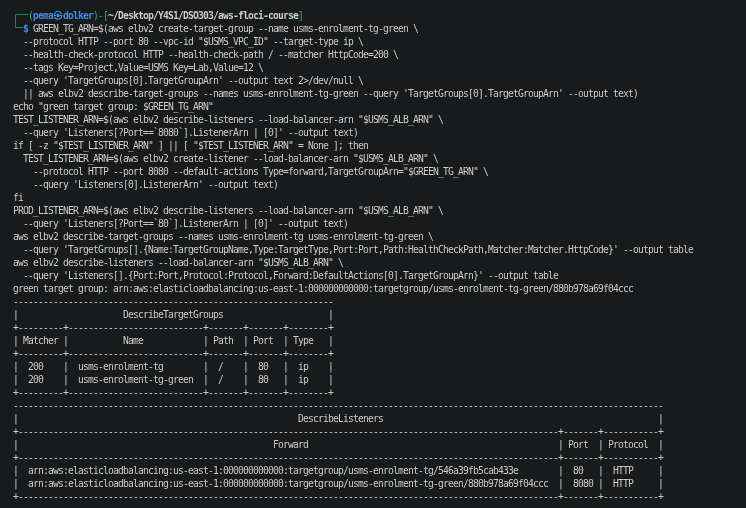 ┌──(pema㉿dolker)-[~/Desktop/Y4S1/DSO303/aws-floci-course]
└─$ GREEN_TG_ARN=$(aws elbv2 create-target-group --name usms-enrolment-tg-green \
  --protocol HTTP --port 80 --vpc-id "$USMS_VPC_ID" --target-type ip \
  --health-check-protocol HTTP --health-check-path / --matcher HttpCode=200 \
  --tags Key=Project,Value=USMS Key=Lab,Value=12 \
  --query 'TargetGroups[0].TargetGroupArn' --output text 2>/dev/null \
  || aws elbv2 describe-target-groups --names usms-enrolment-tg-green --query 'TargetGroups[0].TargetGroupArn' --output text)
echo "green target group: $GREEN_TG_ARN"
TEST_LISTENER_ARN=$(aws elbv2 describe-listeners --load-balancer-arn "$USMS_ALB_ARN" \
  --query 'Listeners[?Port==`8080`].ListenerArn | [0]' --output text)
if [ -z "$TEST_LISTENER_ARN" ] || [ "$TEST_LISTENER_ARN" = None ]; then
  TEST_LISTENER_ARN=$(aws elbv2 create-listener --load-balancer-arn "$USMS_ALB_ARN" \
    --protocol HTTP --port 8080 --default-actions Type=forward,TargetGroupArn="$GREEN_TG_ARN" \
    --query 'Listeners[0].ListenerArn' --output text)
fi
PROD_LISTENER_ARN=$(aws elbv2 describe-listeners --load-balancer-arn "$USMS_ALB_ARN" \
  --query 'Listeners[?Port==`80`].ListenerArn | [0]' --output text)
aws elbv2 describe-target-groups --names usms-enrolment-tg usms-enrolment-tg-green \
  --query 'TargetGroups[].{Name:TargetGroupName,Type:TargetType,Port:Port,Path:HealthCheckPath,Matcher:Matcher.HttpCode}' --output table
aws elbv2 describe-listeners --load-balancer-arn "$USMS_ALB_ARN" \
  --query 'Listeners[].{Port:Port,Protocol:Protocol,Forward:DefaultActions[0].TargetGroupArn}' --output table
green target group: arn:aws:elasticloadbalancing:us-east-1:000000000000:targetgroup/usms-enrolment-tg-green/880b978a69f04ccc
----------------------------------------------------------------
|                     DescribeTargetGroups                     |
+---------+---------------------------+-------+-------+--------+
| Matcher |           Name            | Path  | Port  | Type   |
+---------+---------------------------+-------+-------+--------+
|  200    |  usms-enrolment-tg        |  /    |  80   |  ip    |
|  200    |  usms-enrolment-tg-green  |  /    |  80   |  ip    |
+---------+---------------------------+-------+-------+--------+
----------------------------------------------------------------------------------------------------------------------------------
|                                                        DescribeListeners                                                       |
+------------------------------------------------------------------------------------------------------------+-------+-----------+
|                                                   Forward                                                  | Port  | Protocol  |
+------------------------------------------------------------------------------------------------------------+-------+-----------+
|  arn:aws:elasticloadbalancing:us-east-1:000000000000:targetgroup/usms-enrolment-tg/546a39fb5cab433e        |  80   |  HTTP     |
|  arn:aws:elasticloadbalancing:us-east-1:000000000000:targetgroup/usms-enrolment-tg-green/880b978a69f04ccc  |  8080 |  HTTP     |
+------------------------------------------------------------------------------------------------------------+-------+-----------+